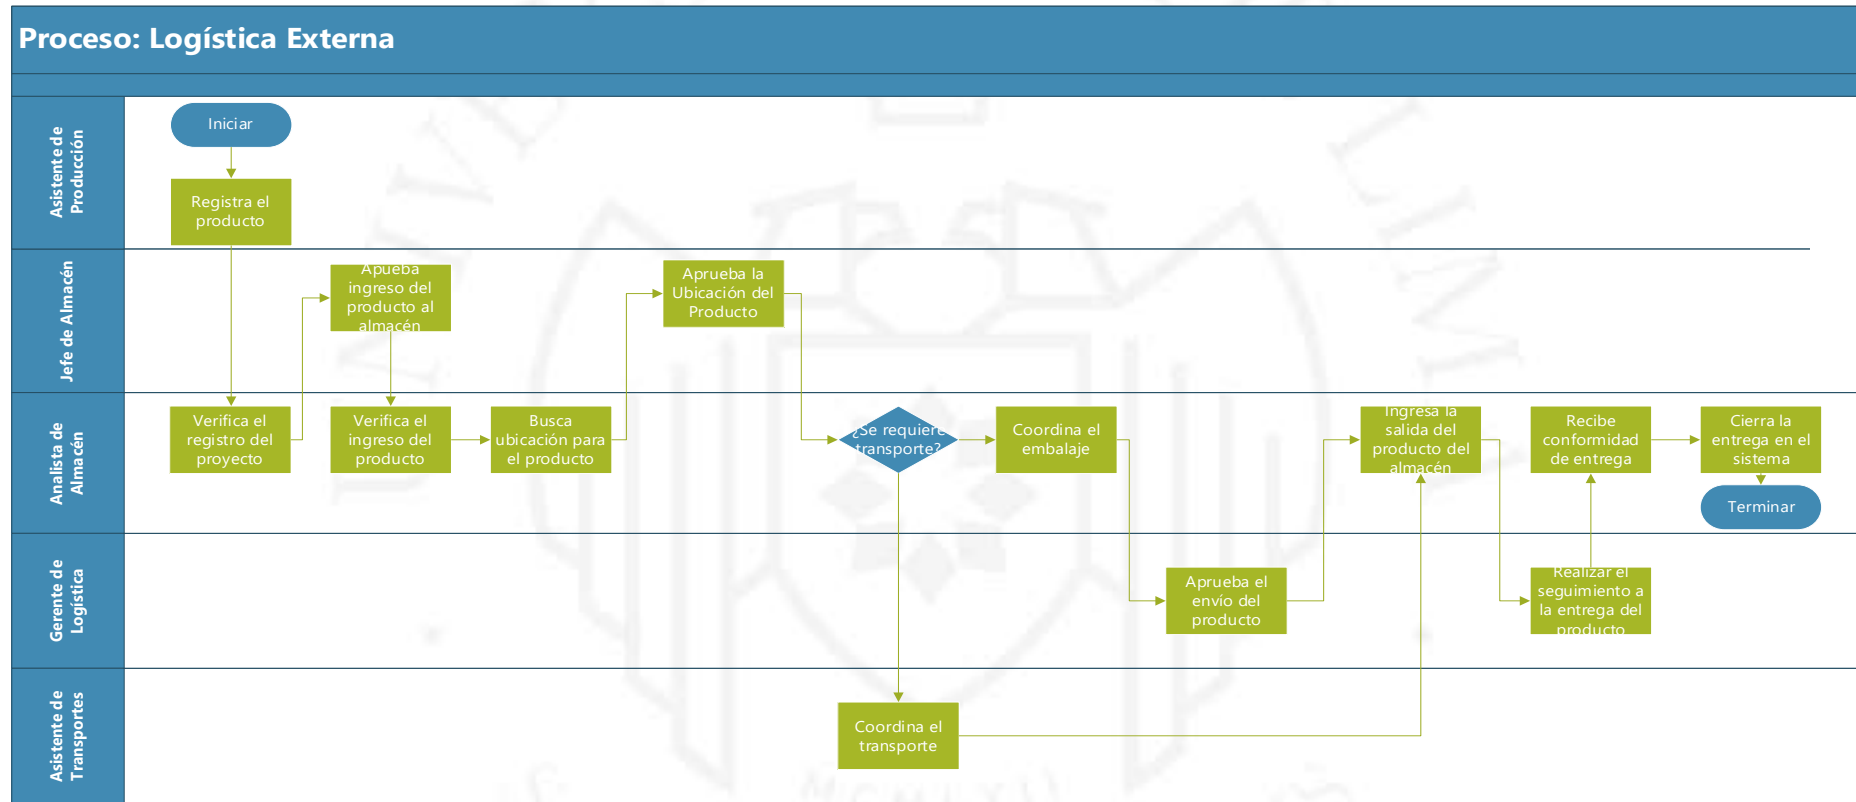 Proceso: Logística Externa
Asistente de
Producción
Iniciar
Registra el
producto
Jefe de Almacén
Apueba
ingreso del
producto al
almacén
Aprueba la
Ubicación del
Producto
Analista de
Almacén
Verifica el
registro del
proyecto
Verifica el
ingreso del
producto
Busca
ubicación para
el producto
¿Se requiere
transporte?
Coordina el
embalaje
Ingresa la
salida del
producto del
almacén
Recibe
conformidad
de entrega
Cierra la
entrega en el
sistema
Terminar
Gerente de
Logística
Aprueba el
envío del
producto
Realizar el
seguimiento a
la entrega del
producto
Asistente de
Transportes
Coordina el
transporte